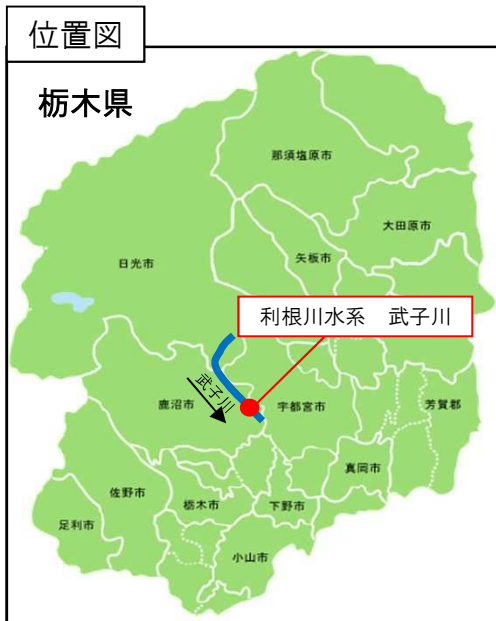 位置図
栃木県
那須塩原市
大田原市
矢板市
日光市
利根川水系　武子川
武子川
鹿沼市
宇都宮市
芳賀郡
真岡市
佐野市
栃木市
下野市
足利市
小山市